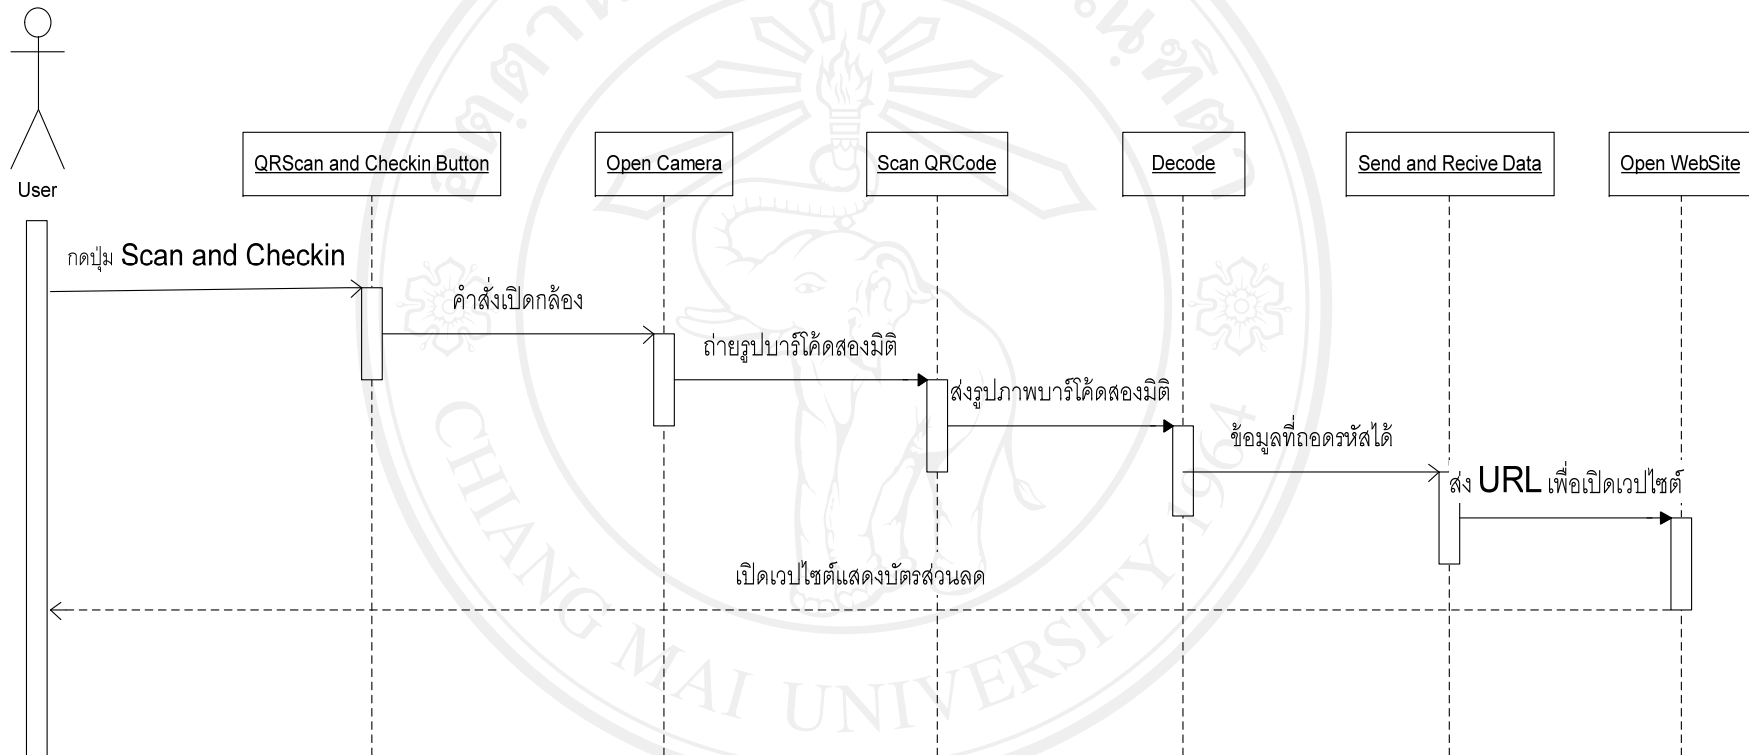 User
QRScan and Checkin Button
Open Camera
Scan QRCode
Decode
Send and Recive Data
Open WebSite
กดปุ่ม Scan and Checkin
คำสั่งเปิดกล้อง
ถ่ายรูปบาร์โค้ดสองมิติ
ส่งรูปภาพบาร์โค้ดสองมิติ
ข้อมูลที่ถอดรหัสได้
ส่ง URL เพื่อเปิดเวปไซต์
เปิดเวปไซต์แสดงบัตรส่วนลด
CHIANG MAI UNIVERSITY 1964